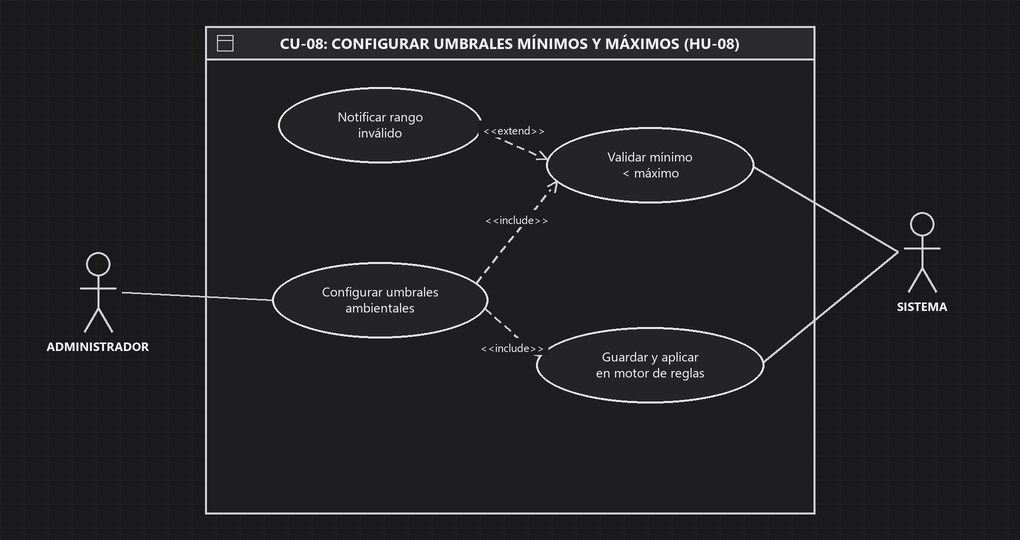 CU-08: CONFIGURAR UMBRALES MÍNIMOS Y MÁXIMOS (HU-08)
Notificar rango
inválido
<<extend>>
Validar mínimo
< máximo
<<include>>
Configurar umbrales
ambientales
<<include>>
Guardar y aplicar
en motor de reglas
ADMINISTRADOR
SISTEMA